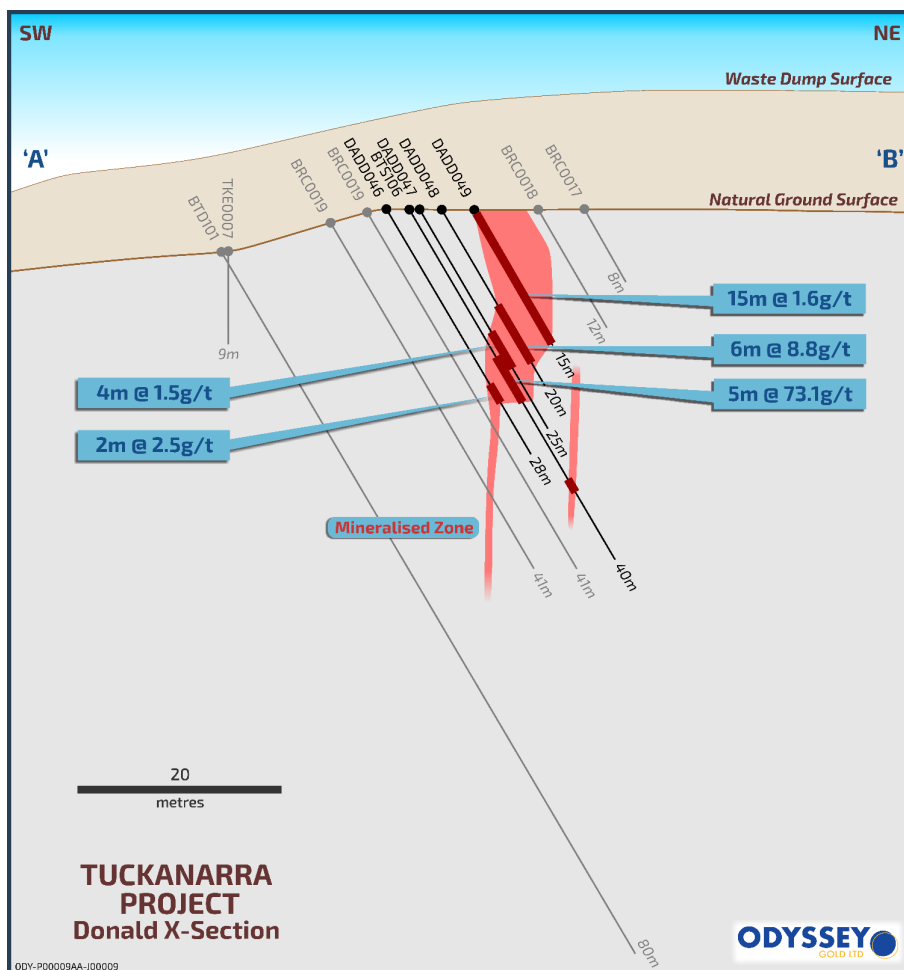 SW
NE
Waste Dump Surface
'A'
'B'
Natural Ground Surface
BTD101
TKE0007
BRC0019
BRC0019
DADD046
BTS106
DADD047
DADD048
DADD049
BRC0018
BRC0017
8m
12m
9m
15m
20m
25m
28m
15m @ 1.6g/t
6m @ 8.8g/t
5m @ 73.1g/t
4m @ 1.5g/t
2m @ 2.5g/t
Mineralised Zone
41m
41m
40m
20
metres
TUCKANARRA
PROJECT
Donald X-Section
80m
ODYSSEY
GOLD LTD
ODY-P00009AA-J00009